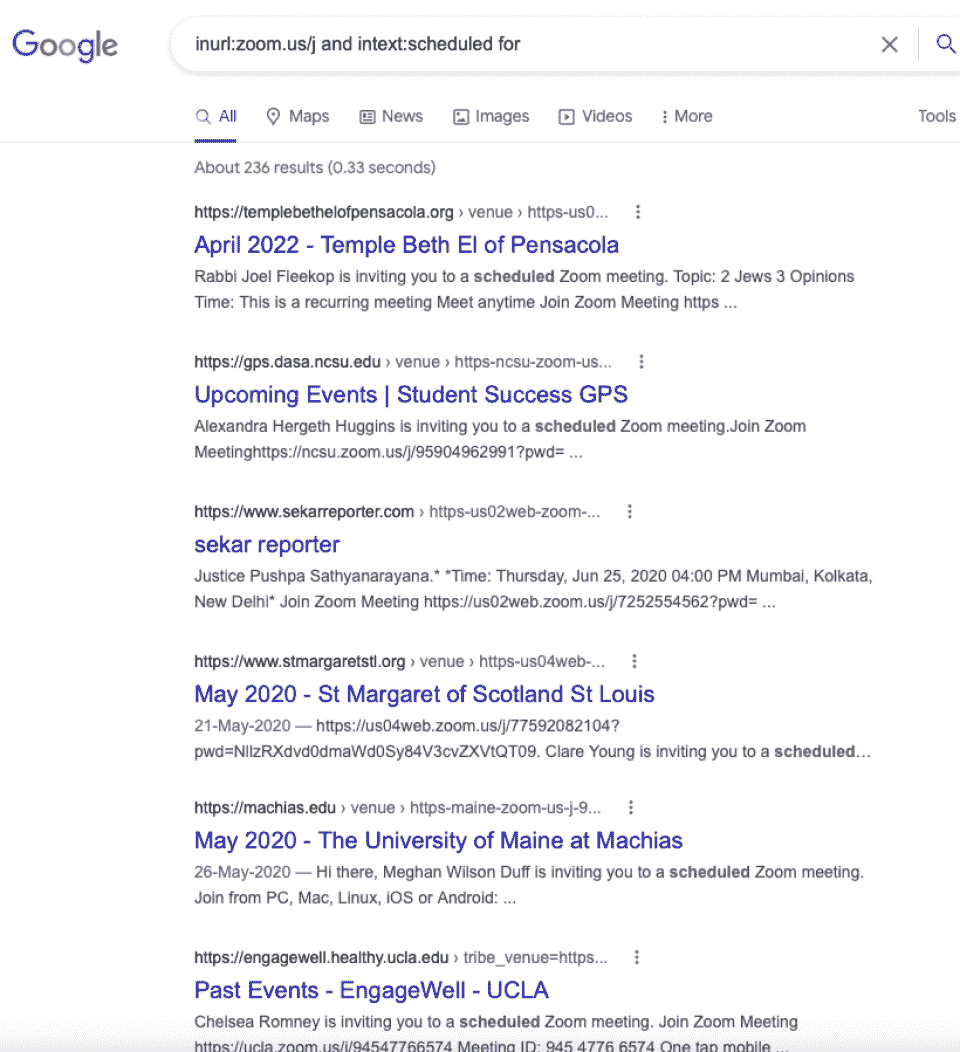 Google
inurl:zoom.us/j and intext:scheduled for
All Maps News Images Videos More Tools
About 236 results (0.33 seconds)
https://templebethelofpensacola.org › venue › https-us0...
April 2022 - Temple Beth El of Pensacola
Rabbi Joel Fleekop is inviting you to a scheduled Zoom meeting. Topic: 2 Jews 3 Opinions
Time: This is a recurring meeting Meet anytime Join Zoom Meeting https ...
https://gps.dasa.ncsu.edu › venue › https-ncsu-zoom-us...
Upcoming Events | Student Success GPS
Alexandra Hergeth Huggins is inviting you to a scheduled Zoom meeting.Join Zoom
Meetinghttps://ncsu.zoom.us/j/95904962991?pwd= ...
https://www.sekarreporter.com › https-us02web-zoom-...
sekar reporter
Justice Pushpa Sathyanarayana.* *Time: Thursday, Jun 25, 2020 04:00 PM Mumbai, Kolkata,
New Delhi* Join Zoom Meeting https://us02web.zoom.us/j/7252554562?pwd= ...
https://www.stmargaretstl.org › venue › https-us04web-...
May 2020 - St Margaret of Scotland St Louis
21-May-2020 — https://us04web.zoom.us/j/77592082104?
pwd=NllzRXdvd0dmaWd0Sy84V3cvZXVtQT09. Clare Young is inviting you to a scheduled...
https://machias.edu › venue › https-maine-zoom-us-j-9...
May 2020 - The University of Maine at Machias
26-May-2020 — Hi there, Meghan Wilson Duff is inviting you to a scheduled Zoom meeting.
Join from PC, Mac, Linux, iOS or Android: ...
https://engagewell.healthy.ucla.edu › tribe_venue=https...
Past Events - EngageWell - UCLA
Chelsea Romney is inviting you to a scheduled Zoom meeting. Join Zoom Meeting
https://ucla.zoom.us/j/94547766574 Meeting ID: 945 4776 6574 One tap mobile ...